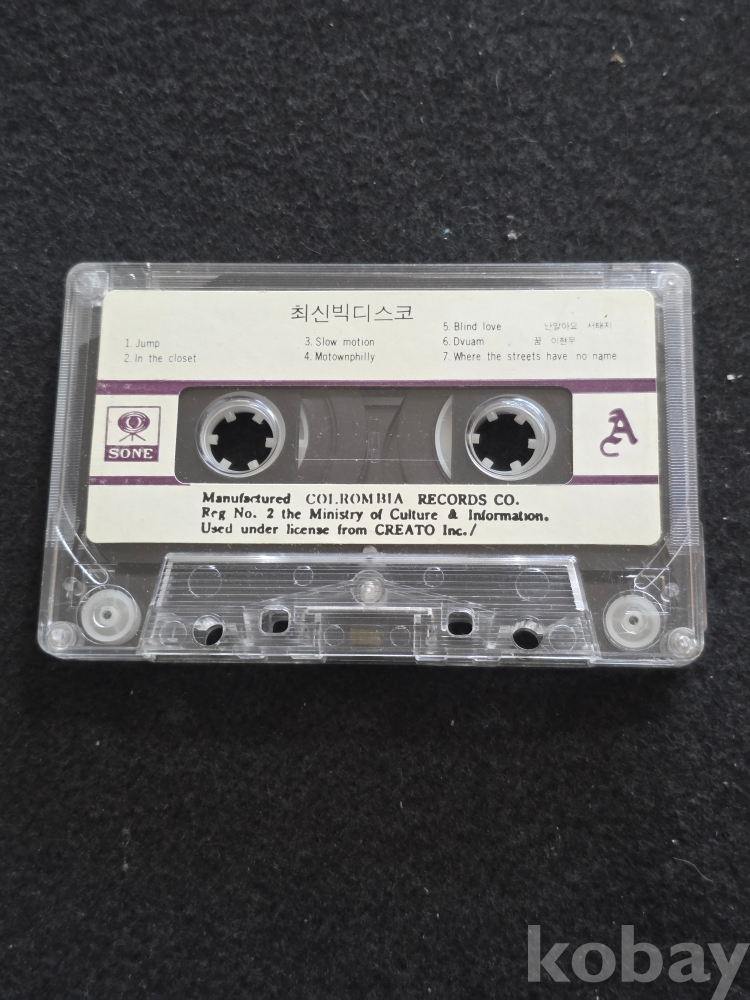 최신빅디스코
1. Jump
2. In the closet
3. Slow motion
4. Motownphilly
5. Blind love 난알아요 서태지
6. Dvuam 꿈 이현우
7. Where the streets have no name
SONE
A
Manufactured COLROMBIA RECORDS CO.
Reg No. 2 the Ministry of Culture & Information.
Used under license from CREATO Inc./
kobay